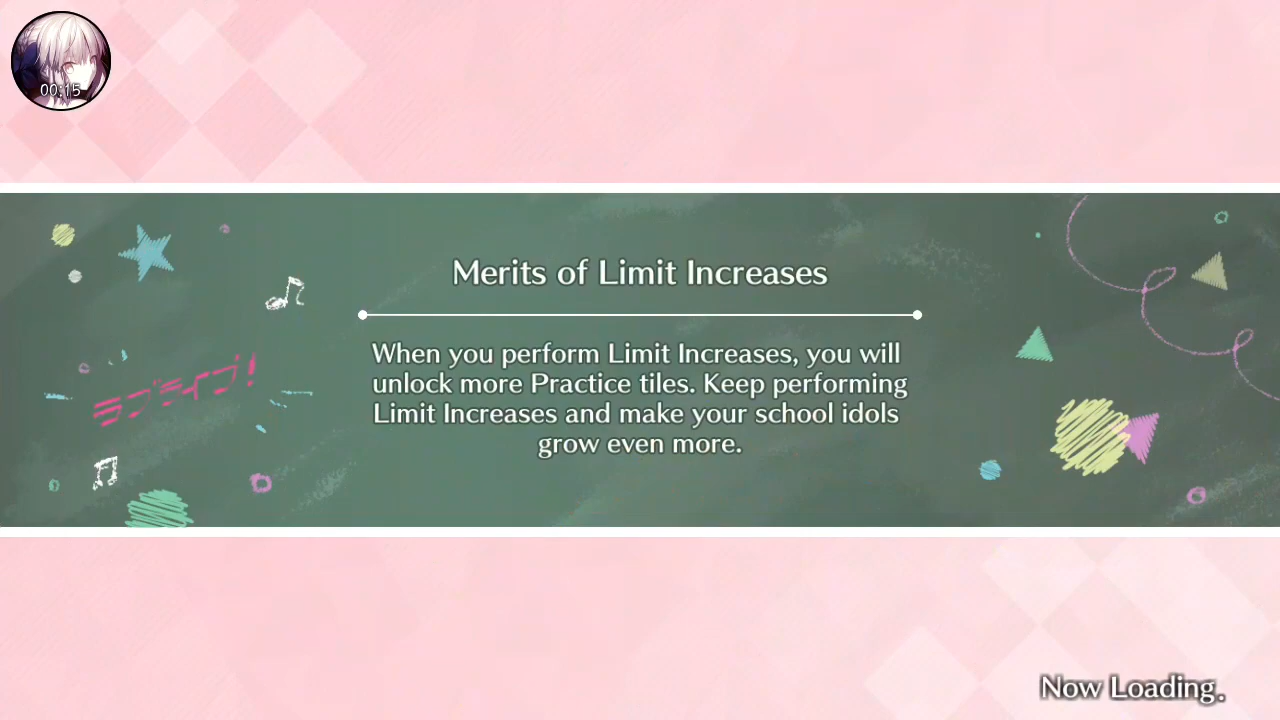 00:15
Merits of Limit Increases
When you perform Limit Increases, you will
unlock more Practice tiles. Keep performing
Limit Increases and make your school idols
grow even more.
ラブライブ!
Now Loading.